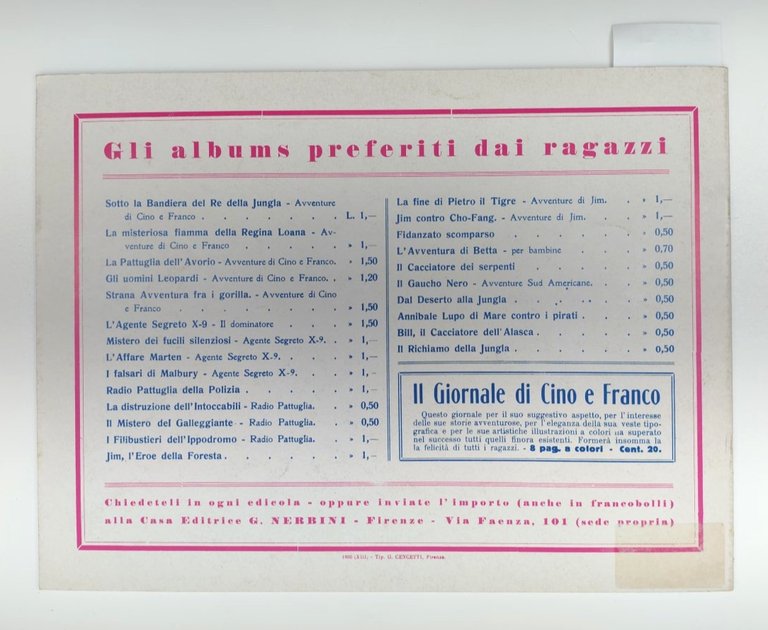 Gli albums preferiti dai ragazzi
Sotto la Bandiera del Re della Jungla - Avventure
di Cino e Franco . . . . . . . L. 1,—
La misteriosa fiamma della Regina Loana - Av-
venture di Cino e Franco . . . . . » 1,—
La Pattuglia dell'Avorio - Avventure di Cino e Franco. » 1,50
Gli uomini Leopardi - Avventure di Cino e Franco. . » 1,20
Strana Avventura fra i gorilla. - Avventure di Cino
e Franco . . . . . . . . » 1,50
L'Agente Segreto X-9 - Il dominatore . . . » 1,50
Mistero dei fucili silenziosi - Agente Segreto X-9. . » 1,—
L'Affare Marten - Agente Segreto X-9. . . . » 1,—
I falsari di Malbury - Agente Segreto X-9. . . » 1,—
Radio Pattuglia della Polizia . . . . . » 1,—
La distruzione dell'Intoccabili - Radio Pattuglia. . » 0,50
Il Mistero del Galleggiante - Radio Pattuglia. . » 0,50
I Filibustieri dell'Ippodromo - Radio Pattuglia. . » 1,—
Jim, l'Eroe della Foresta . . . . . . » 1,—
La fine di Pietro il Tigre - Avventure di Jim. . » 1,—
Jim contro Cho-Fang. - Avventure di Jim. . . » 1,—
Fidanzato scomparso . . . . . » 0,50
L'Avventura di Betta - per bambine . . . » 0,70
Il Cacciatore dei serpenti . . . . . » 0,50
Il Gaucho Nero - Avventure Sud Americane. . . » 0,50
Dal Deserto alla Jungla . . . . . » 0,50
Annibale Lupo di Mare contro i pirati . . . » 0,50
Bill, il Cacciatore dell'Alasca . . . . . » 0,50
Il Richiamo della Jungla . . . . . . » 0,50
Il Giornale di Cino e Franco
Questo giornale per il suo suggestivo aspetto, per l'interesse
delle sue storie avventurose, per l'eleganza della sua veste tipo-
grafica e per le sue artistiche illustrazioni a colori ha superato
nel successo tutti quelli finora esistenti. Formerà insomma la
la felicità di tutti i ragazzi. - 8 pag. a colori - Cent. 20.
Chiedeteli in ogni edicola - oppure inviate l'importo (anche in francobolli)
alla Casa Editrice G. NERBINI - Firenze - Via Faenza, 101 (sede propria)
(XIII) - Tip. G. CENCETTI, Firenze.